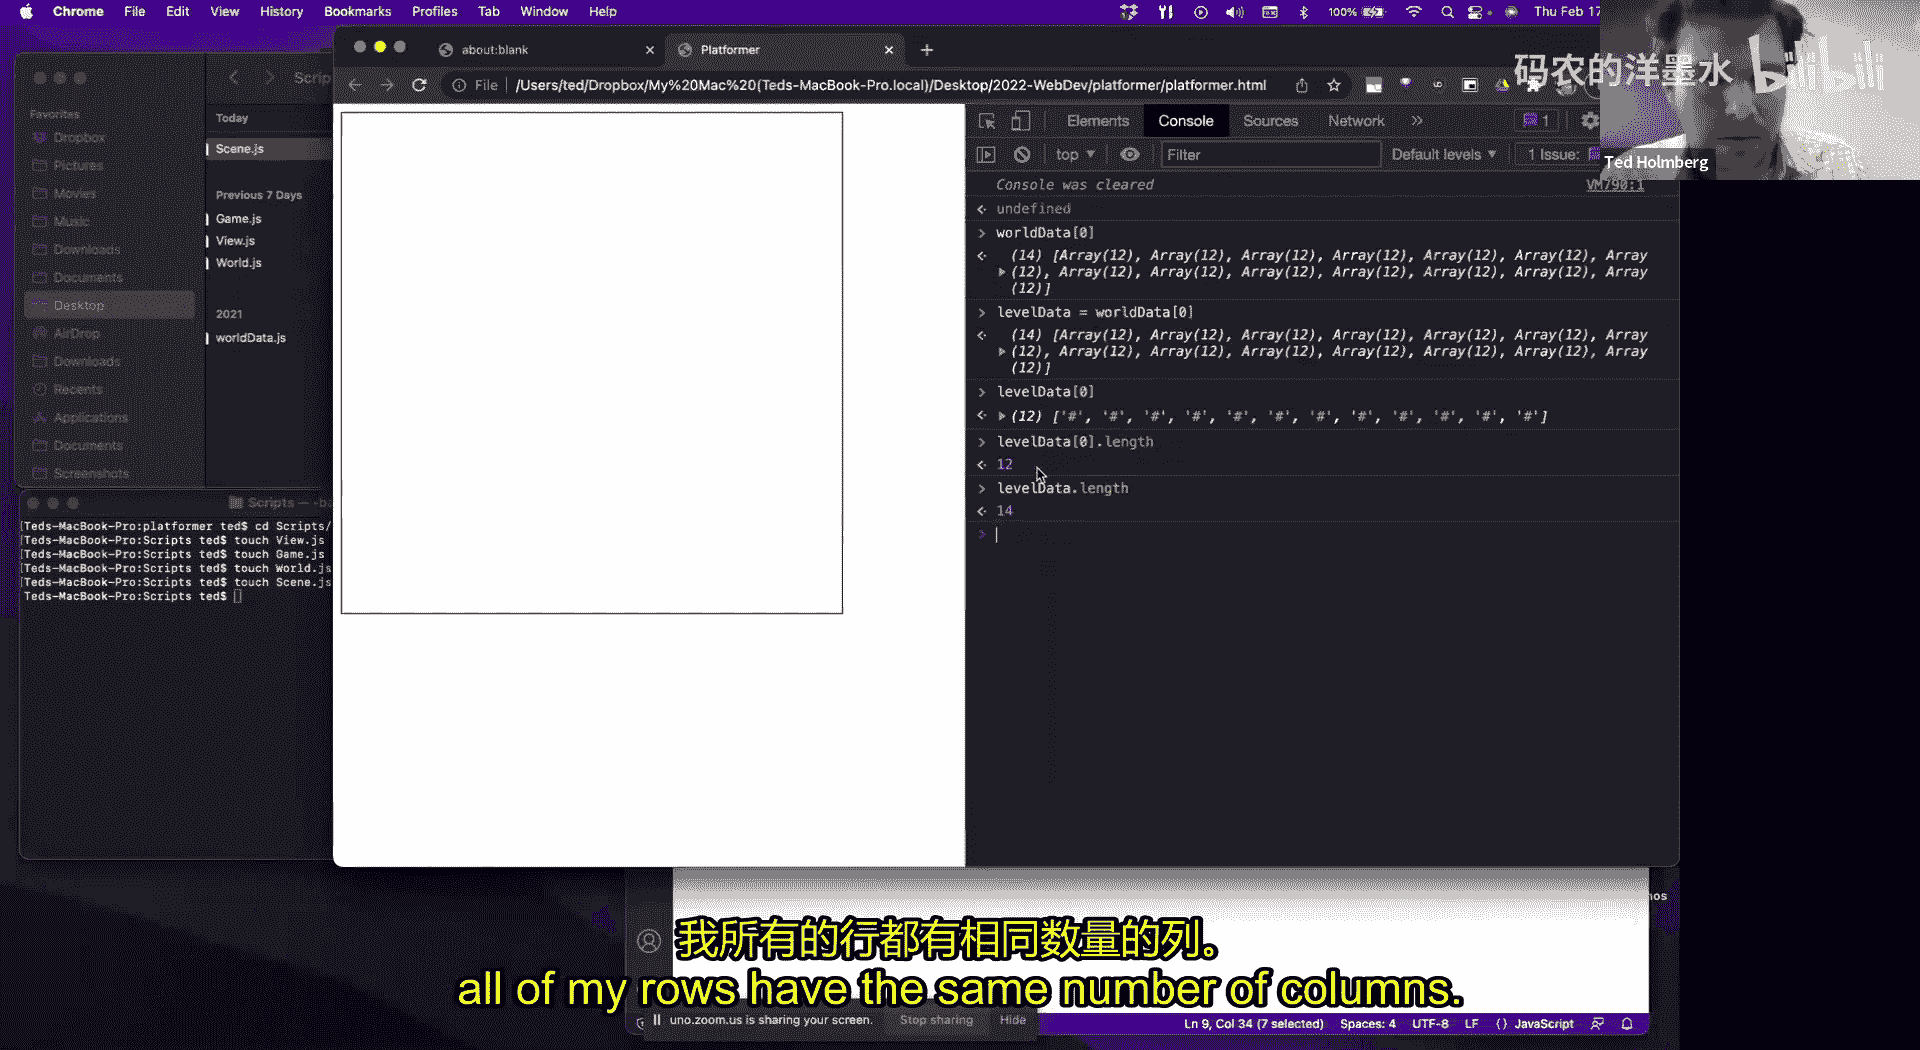 Chrome File Edit View History Bookmarks Profiles Tab Window Help
100%
Thu Feb 17
about:blank
Platformer
File
/Users/ted/Dropbox/My%20Mac%20(Teds-MacBook-Pro.local)/Desktop/2022-WebDev/platformer/platformer.html
码农的洋墨水
bilibili
Ted Holmberg
Favorites
Dropbox
Pictures
Movies
Music
Downloads
Documents
Desktop
AirDrop
Downloads
Recents
Applications
Documents
Screenshots
Scrip
Today
Scene.js
Previous 7 Days
Game.js
View.js
World.js
2021
worldData.js
Scripts — -b
[Teds-MacBook-Pro:platformer ted$ cd Scripts/
[Teds-MacBook-Pro:Scripts ted$ touch View.js
[Teds-MacBook-Pro:Scripts ted$ touch Game.js
[Teds-MacBook-Pro:Scripts ted$ touch World.js
[Teds-MacBook-Pro:Scripts ted$ touch Scene.js
Teds-MacBook-Pro:Scripts ted$
Elements Console Sources Network » 1
top ▼ Filter Default levels ▼ 1 Issue:
Console was cleared VM790:1
undefined
worldData[0]
(14) [Array(12), Array(12), Array(12), Array(12), Array(12), Array(12), Array
(12), Array(12), Array(12), Array(12), Array(12), Array(12), Array(12), Array
(12)]
levelData = worldData[0]
(14) [Array(12), Array(12), Array(12), Array(12), Array(12), Array(12), Array
(12), Array(12), Array(12), Array(12), Array(12), Array(12), Array(12), Array
(12)]
levelData[0]
(12) ['#', '#', '#', '#', '#', '#', '#', '#', '#', '#', '#', '#']
levelData[0].length
12
levelData.length
14
我所有的行都有相同数量的列。
all of my rows have the same number of columns.
uno.zoom.us is sharing your screen. Stop sharing Hide
Ln 9, Col 34 (7 selected) Spaces: 4 UTF-8 LF {} JavaScript